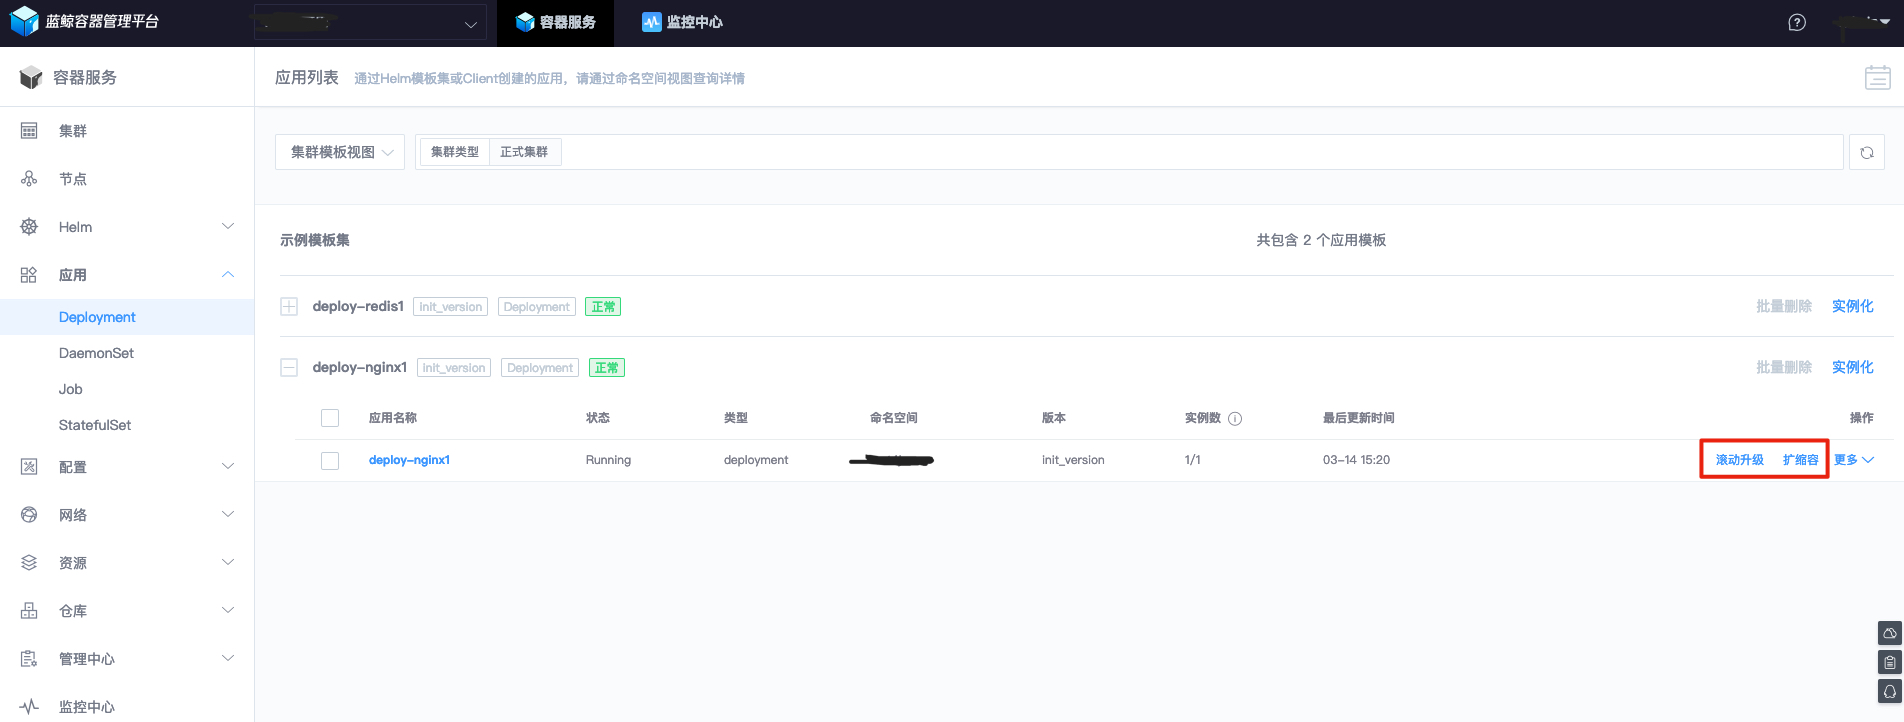 蓝鲸容器管理平台
容器服务
监控中心
容器服务
应用列表 通过Helm模板集或Client创建的应用，请通过命名空间视图查询详情
集群
节点
Helm
应用
Deployment
DaemonSet
Job
StatefulSet
配置
网络
资源
仓库
管理中心
监控中心
集群模板视图 集群类型 正式集群
示例模板集 共包含 2 个应用模板
deploy-redis1 init_version Deployment 正常 批量删除 实例化
deploy-nginx1 init_version Deployment 正常 批量删除 实例化
应用名称 状态 类型 命名空间 版本 实例数 最后更新时间 操作
deploy-nginx1 Running deployment init_version 1/1 03-14 15:20 滚动升级 扩缩容 更多